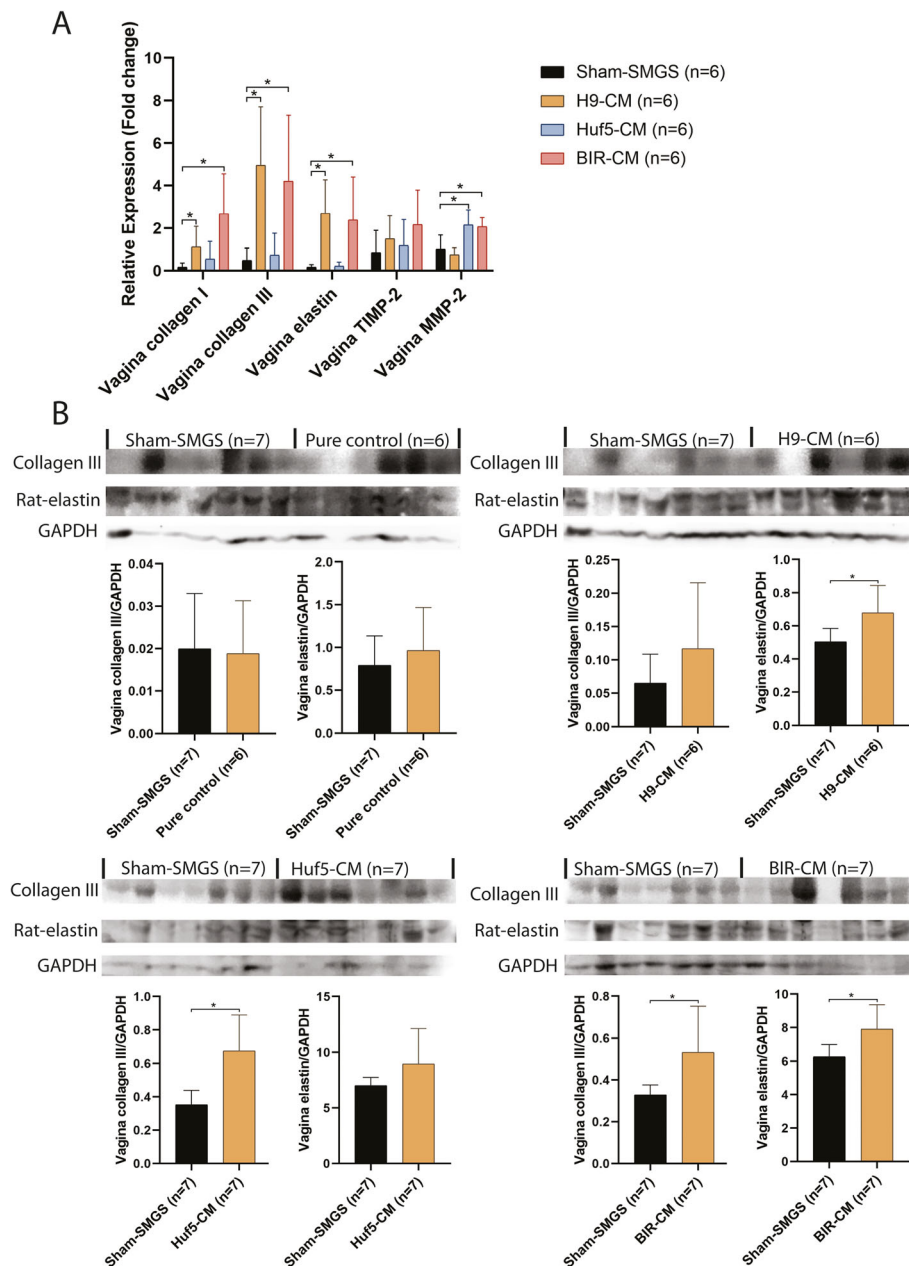 A
Relative Expression (Fold change)
10
8
6
4
2
0
* * * * * * * *
Vagina collagen I
Vagina collagen III
Vagina elastin
Vagina TIMP-2
Vagina MMP-2
Sham-SMGS (n=6)
H9-CM (n=6)
Huf5-CM (n=6)
BIR-CM (n=6)
B
Sham-SMGS (n=7) Pure control (n=6)
Collagen III
Rat-elastin
GAPDH
Vagina collagen III/GAPDH
0.04
0.03
0.02
0.01
0.00
Sham-SMGS (n=7)
Pure control (n=6)
Vagina elastin/GAPDH
2.0
1.5
1.0
0.5
0.0
Sham-SMGS (n=7)
Pure control (n=6)
Sham-SMGS (n=7) H9-CM (n=6)
Collagen III
Rat-elastin
GAPDH
Vagina collagen III/GAPDH
0.25
0.20
0.15
0.10
0.05
0.00
Sham-SMGS (n=7)
H9-CM (n=6)
Vagina elastin/GAPDH
1.0
0.8
0.6
0.4
0.2
0.0
*
Sham-SMGS (n=7)
H9-CM (n=6)
Sham-SMGS (n=7) Huf5-CM (n=7)
Collagen III
Rat-elastin
GAPDH
Vagina collagen III/GAPDH
1.0
0.8
0.6
0.4
0.2
0.0
*
Sham-SMGS (n=7)
Huf5-CM (n=7)
Vagina elastin/GAPDH
15
10
5
0
Sham-SMGS (n=7)
Huf5-CM (n=7)
Sham-SMGS (n=7) BIR-CM (n=7)
Collagen III
Rat-elastin
GAPDH
Vagina collagen III/GAPDH
0.8
0.6
0.4
0.2
0.0
*
Sham-SMGS (n=7)
BIR-CM (n=7)
Vagina elastin/GAPDH
10
8
6
4
2
0
*
Sham-SMGS (n=7)
BIR-CM (n=7)